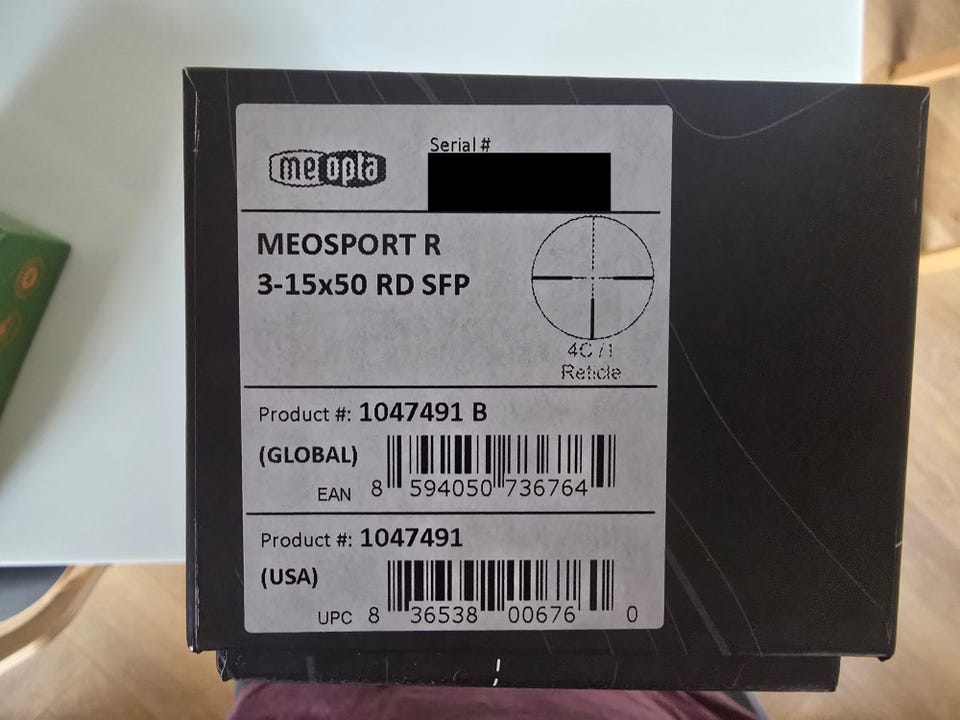 meopta
Serial #
MEOSPORT R
3-15x50 RD SFP
4C /1
Reticle
Product #: 1047491 B
(GLOBAL)
EAN 8 594050 736764
Product #: 1047491
(USA)
UPC 8 36538 00676 0